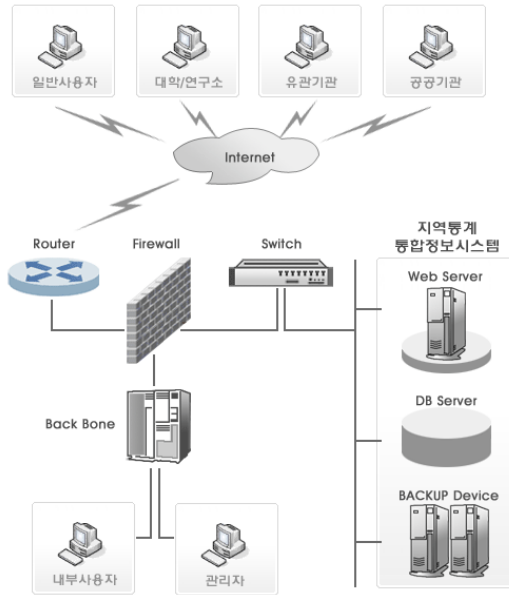 일반사용자
대학/연구소
유관기관
공공기관
Internet
Router
Firewall
Switch
지역통계
통합정보시스템
Web Server
DB Server
Back Bone
BACKUP Device
내부사용자
관리자